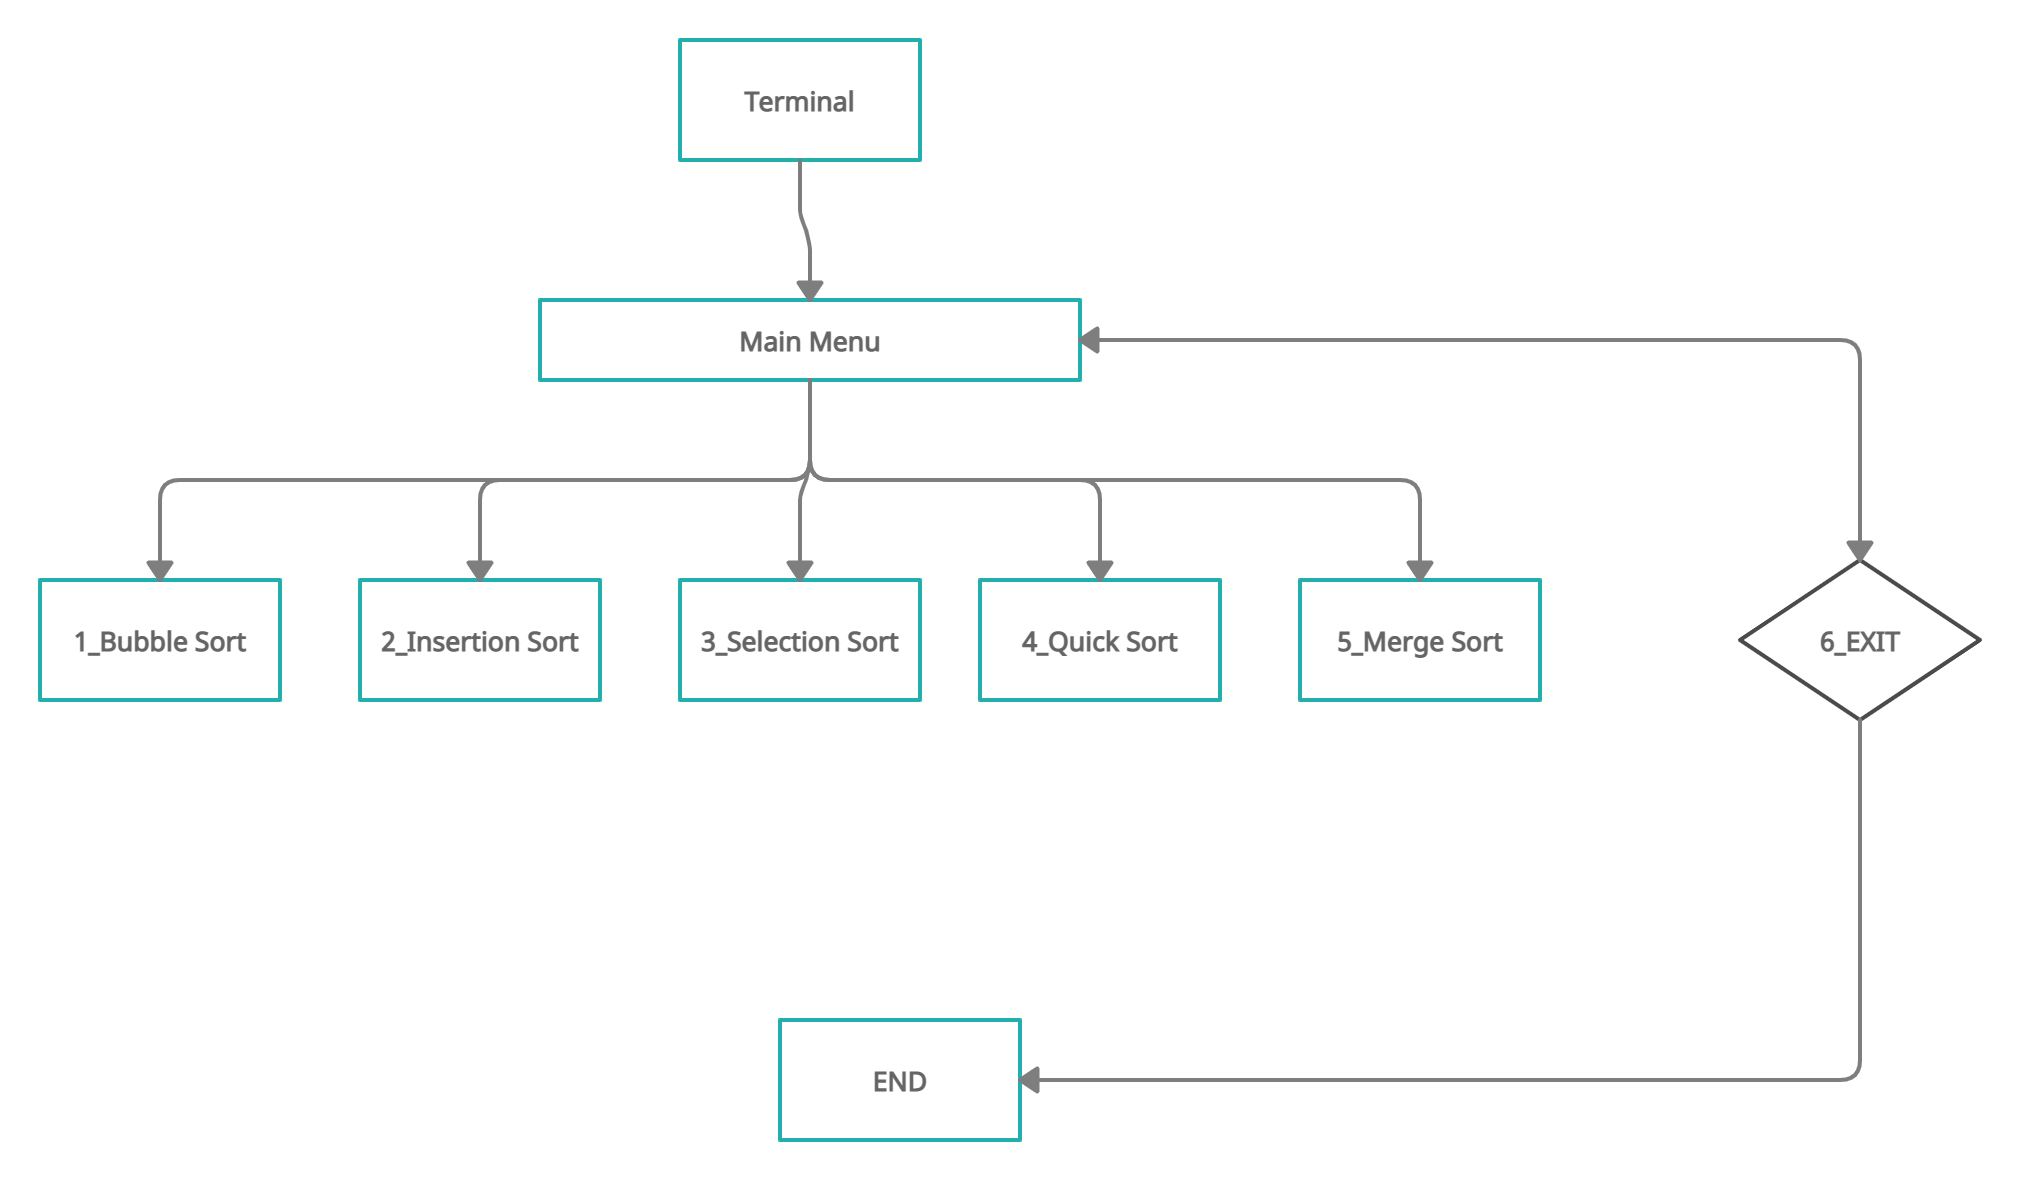 Terminal
Main Menu
1_Bubble Sort
2_Insertion Sort
3_Selection Sort
4_Quick Sort
5_Merge Sort
6_EXIT
END